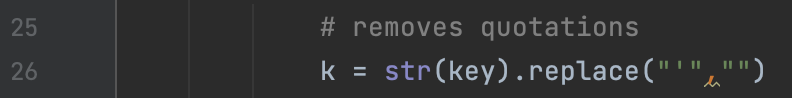 25 # removes quotations
26 k = str(key).replace("'","")